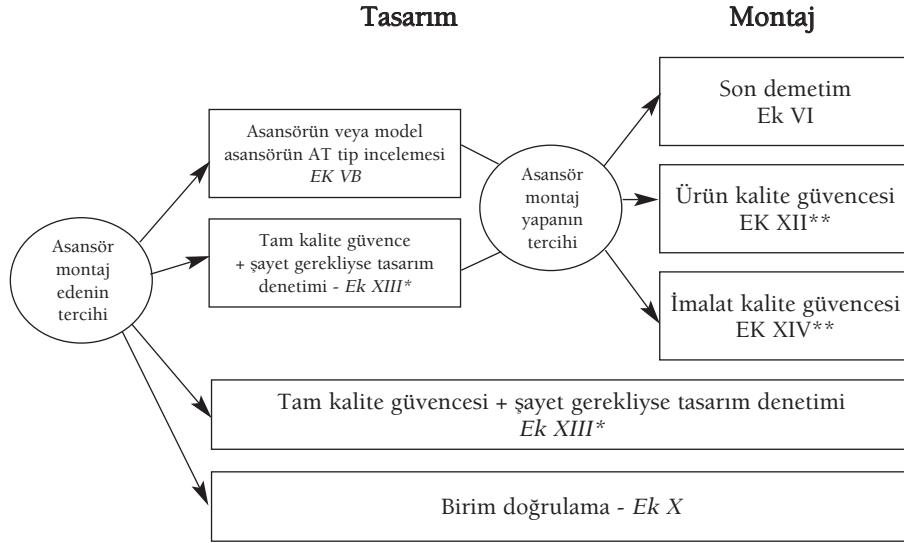 Tasarım
Montaj
Asansör
montaj
edenin
tercihi
Asansörün veya model
asansörün AT tip incelemesi
EK VB
Tam kalite güvence
+ şayet gerekliyse tasarım
denetimi - Ek XIII*
Asansör
montaj
yapanın
tercihi
Son demetim
Ek VI
Ürün kalite güvencesi
EK XII**
İmalat kalite güvencesi
EK XIV**
Tam kalite güvencesi + şayet gerekliyse tasarım denetimi
Ek XIII*
Birim doğrulama - Ek X